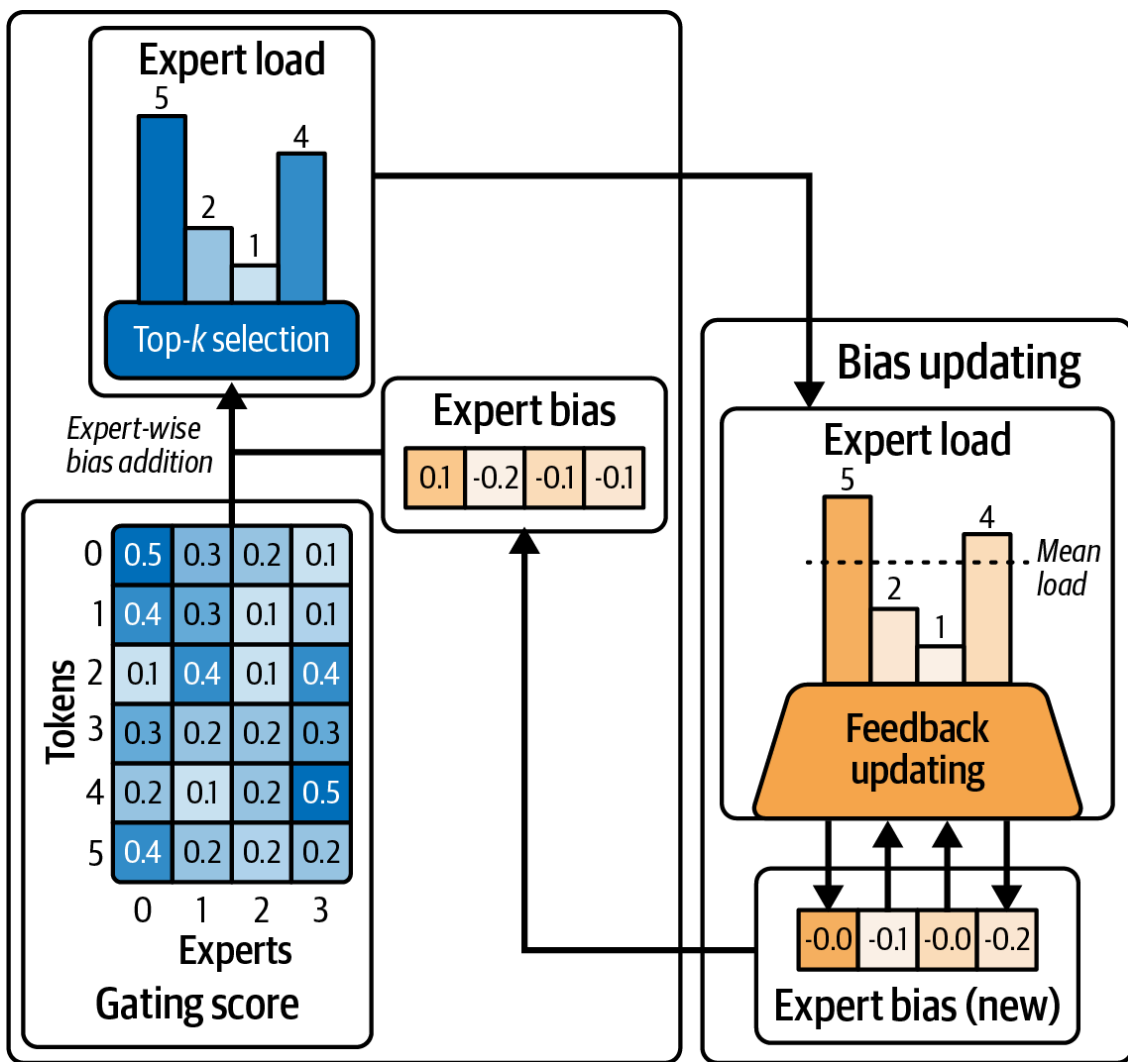 Expert load
5
4
2
1
Top-k selection
Expert-wise
bias addition
Expert bias
0.1 -0.2 -0.1 -0.1
Tokens
0 0.5 0.3 0.2 0.1
1 0.4 0.3 0.1 0.1
2 0.1 0.4 0.1 0.4
3 0.3 0.2 0.2 0.3
4 0.2 0.1 0.2 0.5
5 0.4 0.2 0.2 0.2
0 1 2 3
Experts
Gating score
Bias updating
Expert load
5
4
2
1
Mean
load
Feedback
updating
-0.0 -0.1 -0.0 -0.2
Expert bias (new)